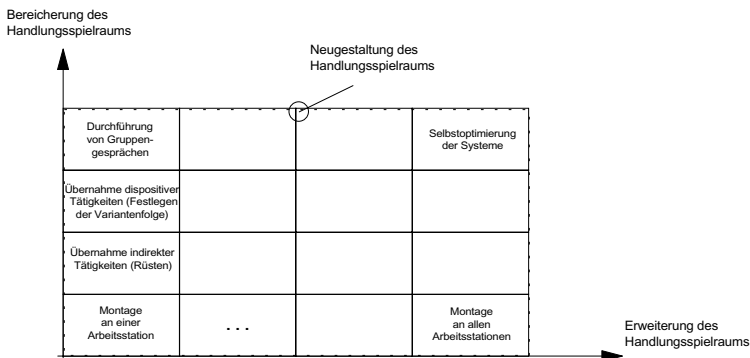 Bereicherung des
Handlungsspielraums
Neugestaltung des
Handlungsspielraums
Durchführung
von Gruppen-
gesprächen
Selbstoptimierung
der Systeme
Übernahme dispositiver
Tätigkeiten (Festlegen
der Variantenfolge)
Übernahme indirekter
Tätigkeiten (Rüsten)
Montage
an einer
Arbeitsstation
. . .
Montage
an allen
Arbeitsstationen
Erweiterung des
Handlungsspielraums